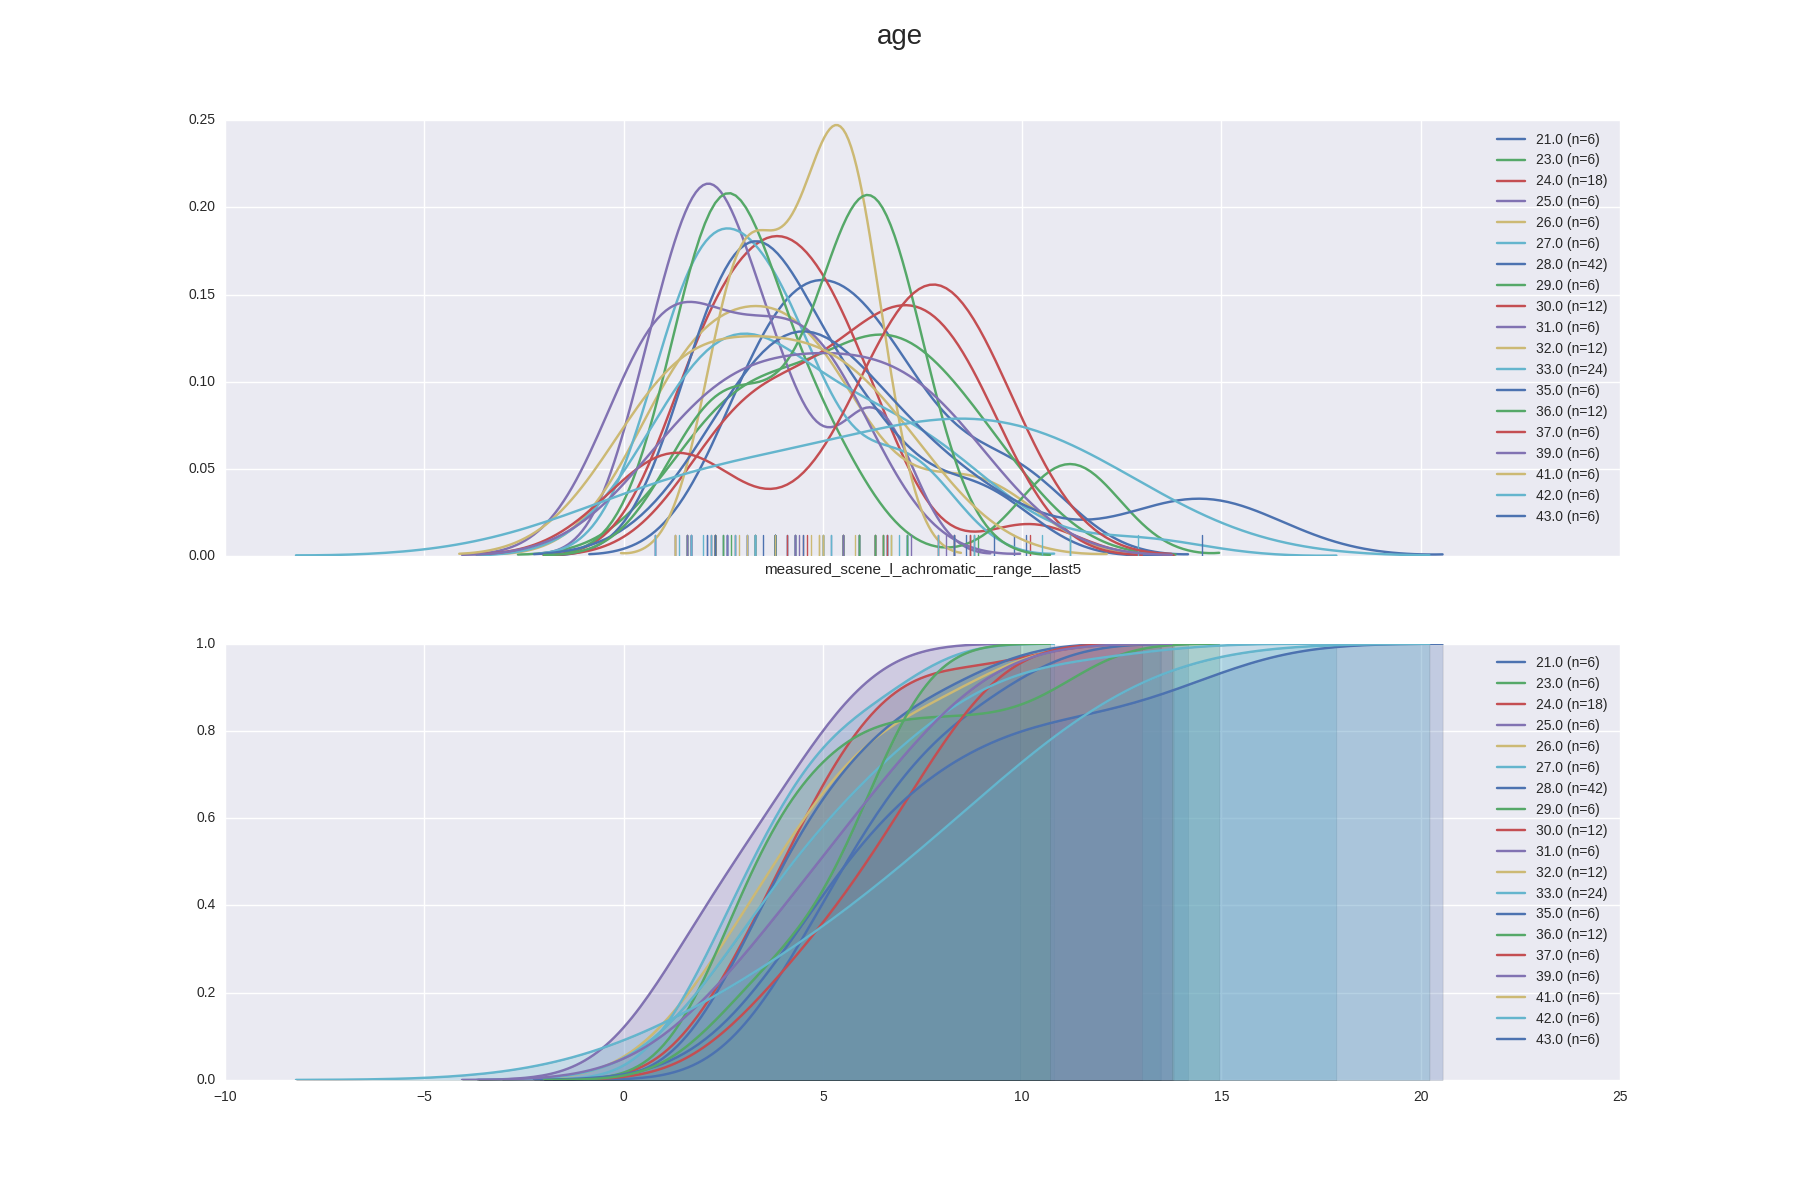 age
0.25
0.20
0.15
0.10
0.05
0.00
21.0 (n=6)
23.0 (n=6)
24.0 (n=18)
25.0 (n=6)
26.0 (n=6)
27.0 (n=6)
28.0 (n=42)
29.0 (n=6)
30.0 (n=12)
31.0 (n=6)
32.0 (n=12)
33.0 (n=24)
35.0 (n=6)
36.0 (n=12)
37.0 (n=6)
39.0 (n=6)
41.0 (n=6)
42.0 (n=6)
43.0 (n=6)
measured_scene_l_achromatic__range__last5
1.0
0.8
0.6
0.4
0.2
0.0
21.0 (n=6)
23.0 (n=6)
24.0 (n=18)
25.0 (n=6)
26.0 (n=6)
27.0 (n=6)
28.0 (n=42)
29.0 (n=6)
30.0 (n=12)
31.0 (n=6)
32.0 (n=12)
33.0 (n=24)
35.0 (n=6)
36.0 (n=12)
37.0 (n=6)
39.0 (n=6)
41.0 (n=6)
42.0 (n=6)
43.0 (n=6)
−10 −5 0 5 10 15 20 25